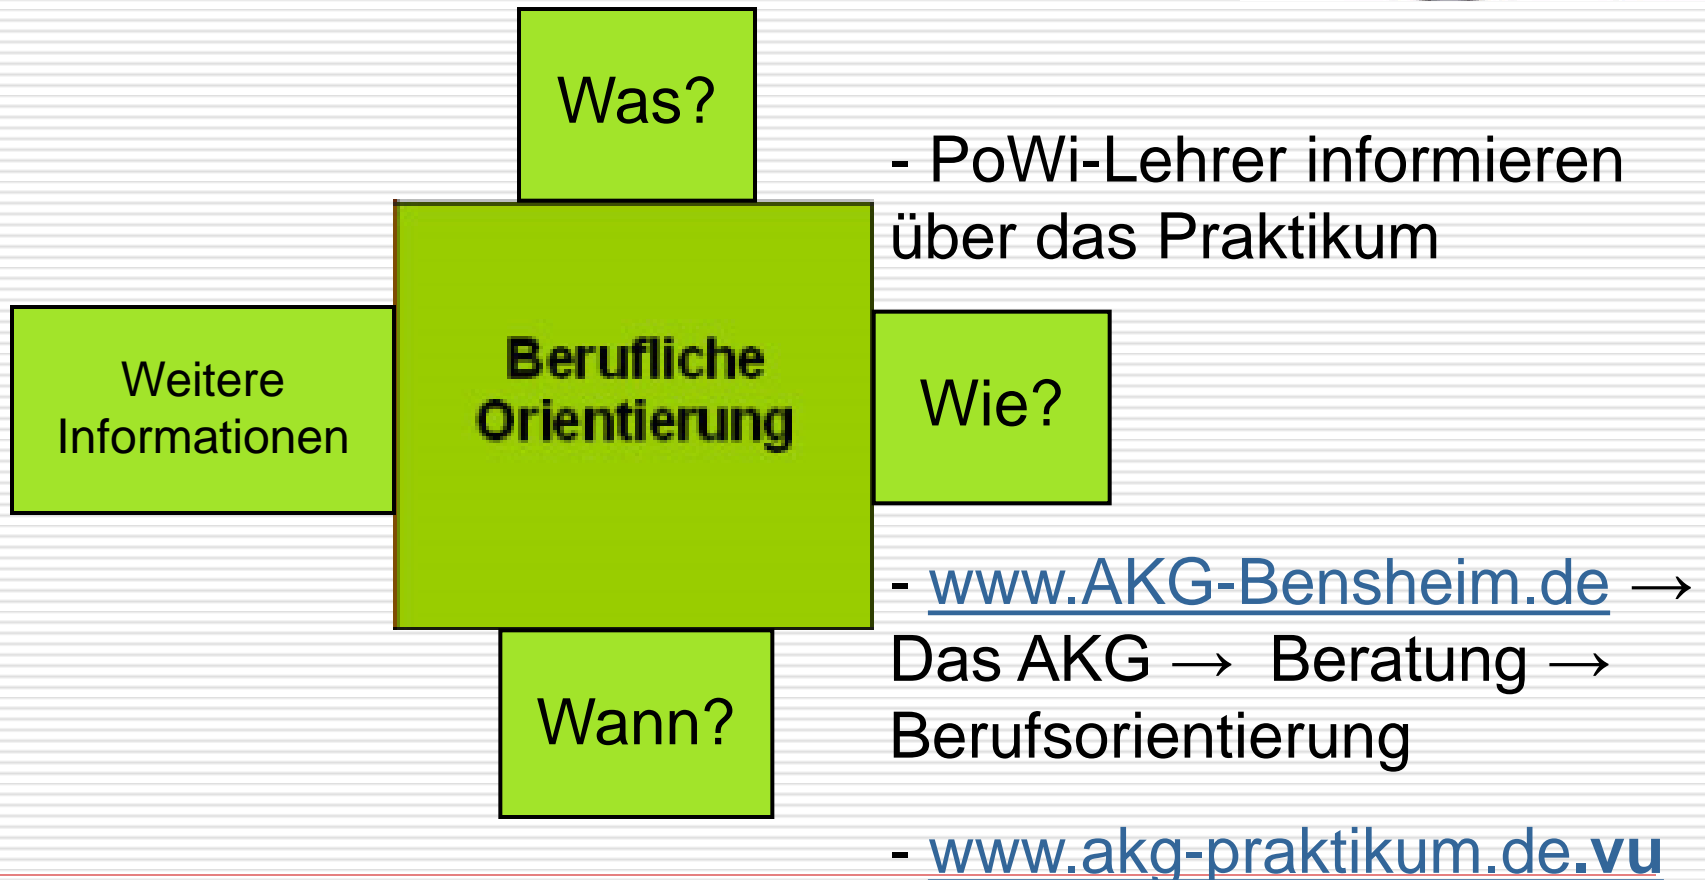 Was?
- PoWi-Lehrer informieren
über das Praktikum
Weitere
Informationen
Berufliche
Orientierung
Wie?
- www.AKG-Bensheim.de →
Das AKG → Beratung →
Berufsorientierung
Wann?
- www.akg-praktikum.de.vu